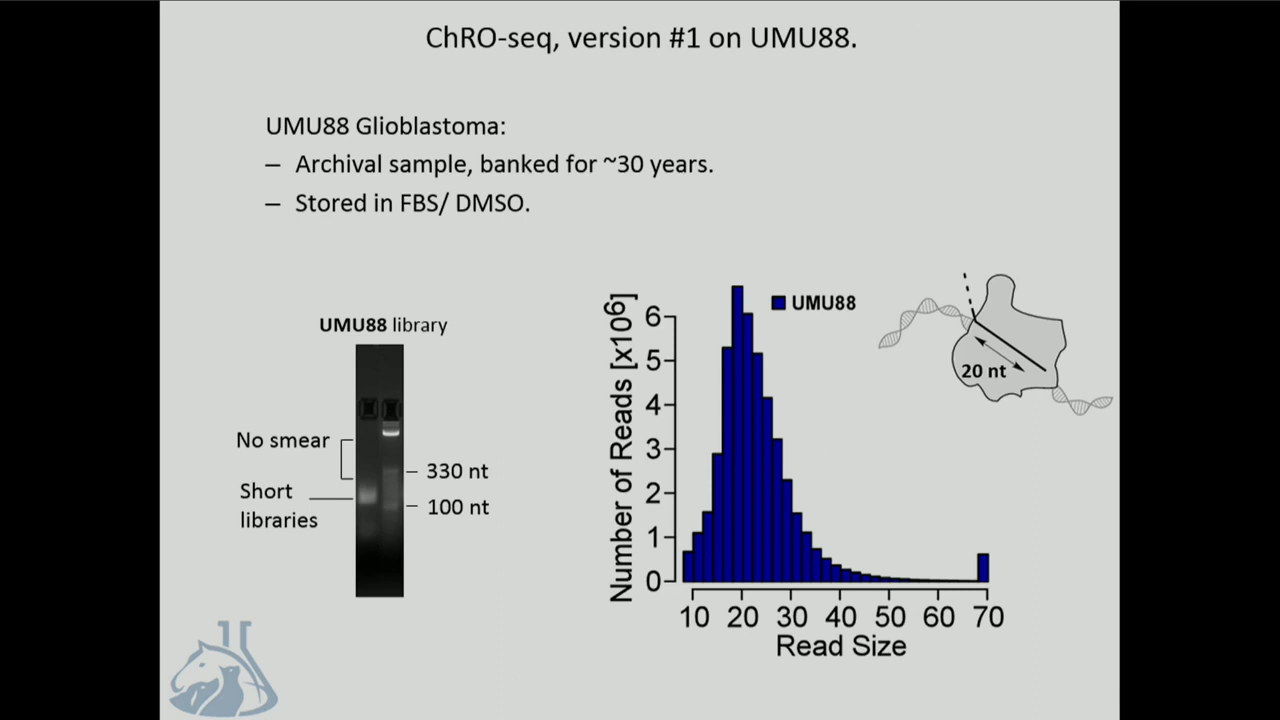 ChRO-seq, version #1 on UMU88.
UMU88 Glioblastoma:
– Archival sample, banked for ~30 years.
– Stored in FBS/ DMSO.
UMU88 library
No smear
Short
libraries
330 nt
100 nt
Number of Reads [x10⁶]
6
5
4
3
2
1
0
UMU88
20 nt
10 20 30 40 50 60 70
Read Size